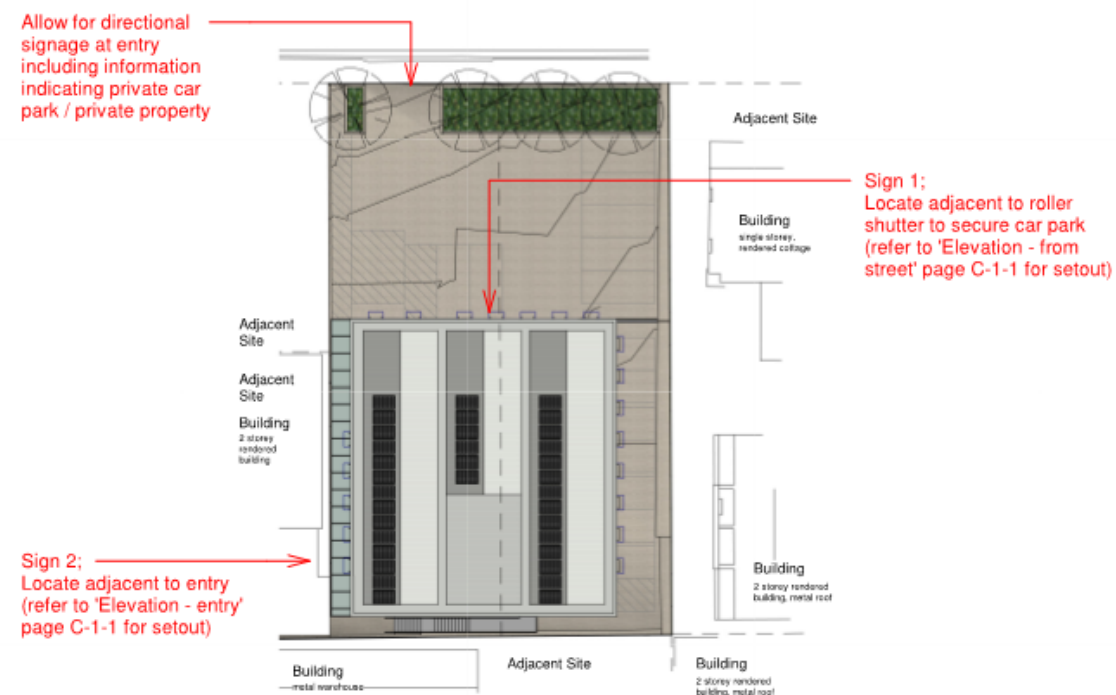 Allow for directional
signage at entry
including information
indicating private car
park / private property
Adjacent Site
Sign 1;
Locate adjacent to roller
shutter to secure car park
(refer to 'Elevation - from
street' page C-1-1 for setout)
Building
single storey,
rendered cottage
Adjacent
Site
Adjacent
Site
Building
2 storey
rendered
building
Sign 2;
Locate adjacent to entry
(refer to 'Elevation - entry'
page C-1-1 for setout)
Building
2 storey rendered
building, metal roof
Building
metal warehouse
Adjacent Site
Building
2 storey rendered
building, metal roof